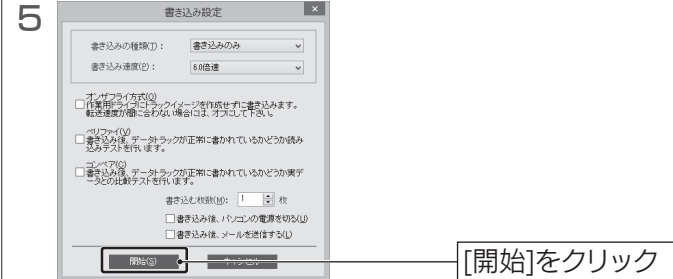 5
書き込み設定
×
書き込みの種類(T)： 書き込みのみ
書き込み速度(P)： 6.0倍速
オンザフライ方式(O)
作業用ドライブにトラックイメージを作成せずに書き込みます。
転送速度が間に合わない場合には、オフにして下さい。
ベリファイ(V)
書き込み後、データトラックが正常に書かれているかどうか読み
込みテストを行います。
コンペア(C)
書き込み後、データトラックが正常に書かれているかどうか実デ
ータとの比較テストを行います。
書き込む枚数(M)： 1 枚
書き込み後、パソコンの電源を切る(U)
書き込み後、メールを送信する(L)
開始(S) キャンセル
[開始]をクリック